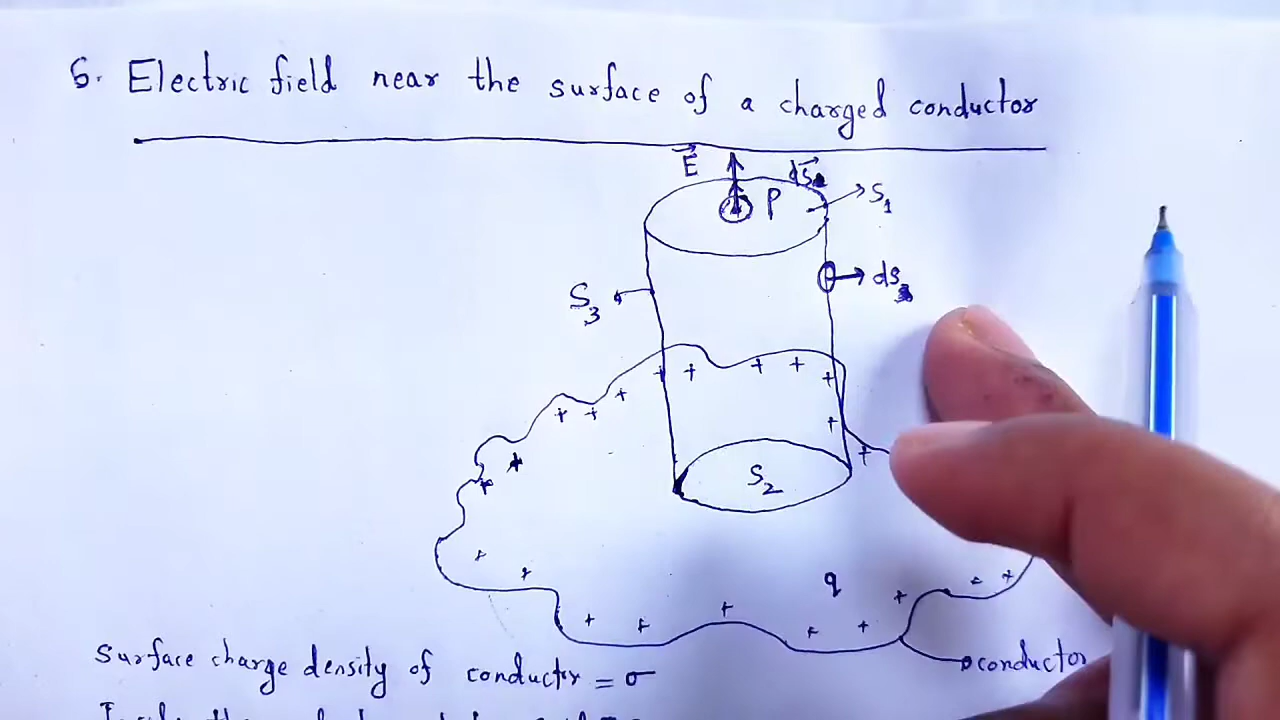 6. Electric field near the surface of a charged conductor
E
ds
P
S1
S3
ds
S2
q
conductor
Surface charge density of conductor = σ